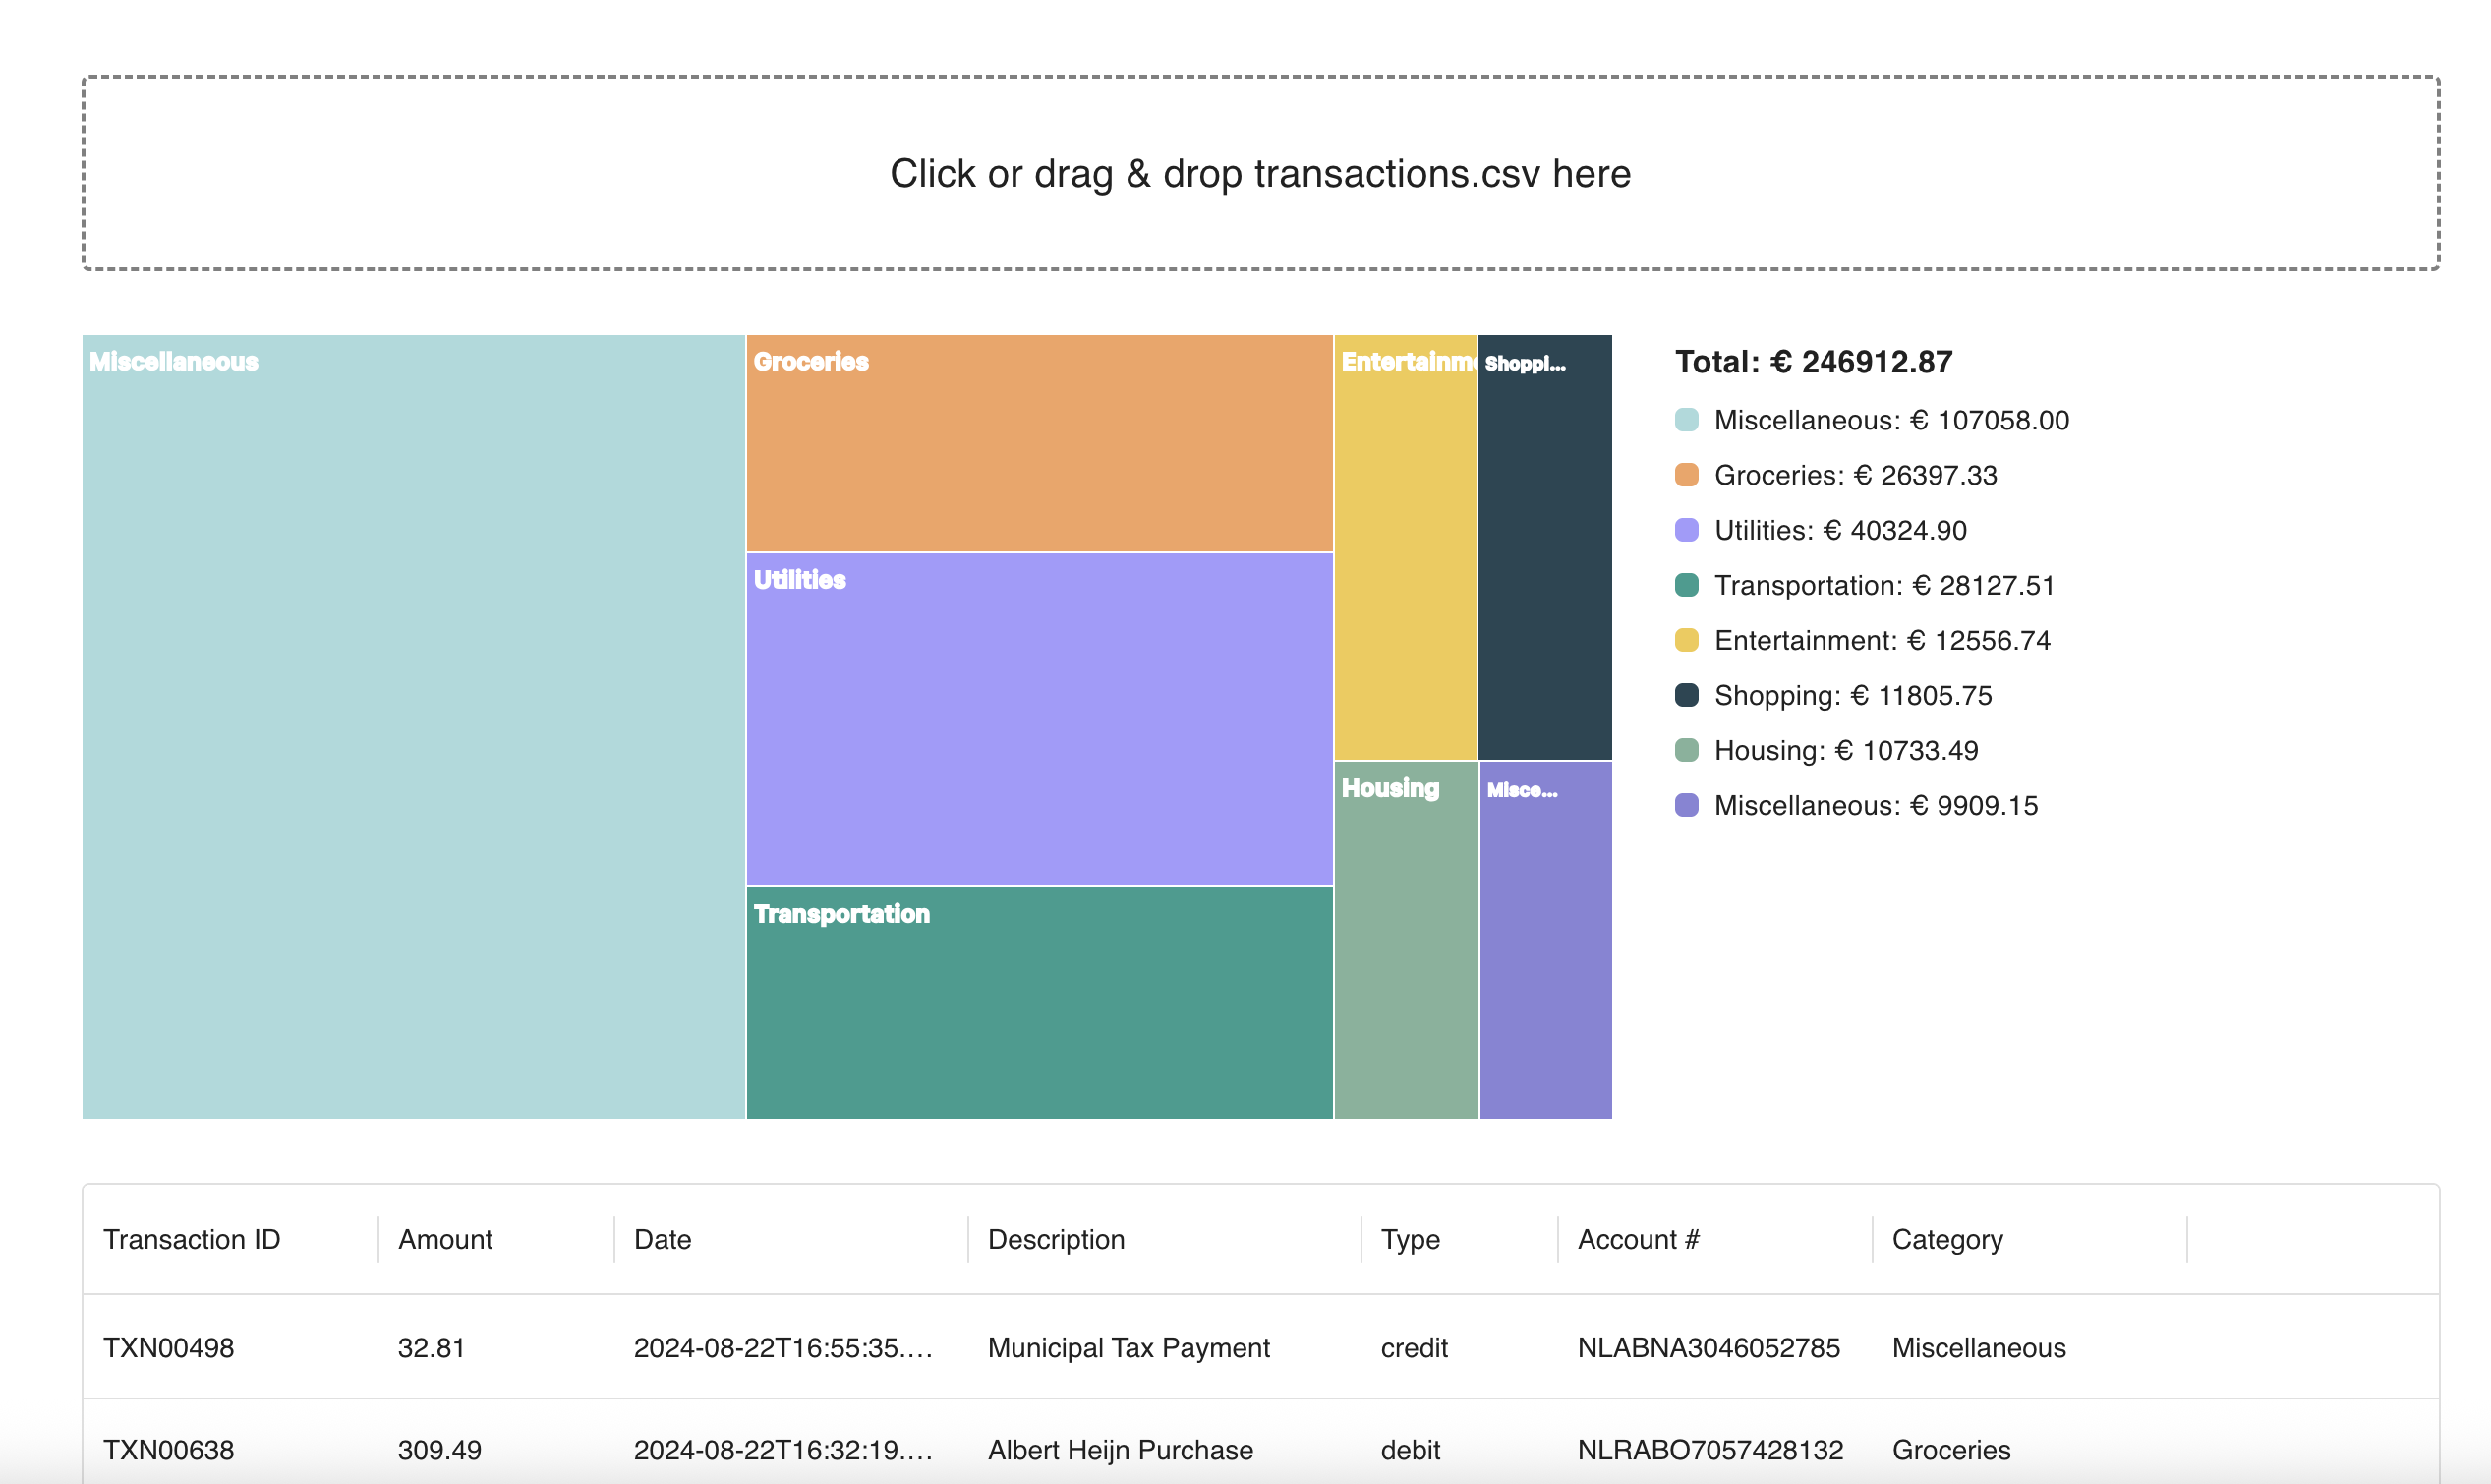 Click or drag & drop transactions.csv here
Miscellaneous
Groceries
Entertainm
Shoppi...
Utilities
Housing
Misce...
Transportation
Total: € 246912.87
Miscellaneous: € 107058.00
Groceries: € 26397.33
Utilities: € 40324.90
Transportation: € 28127.51
Entertainment: € 12556.74
Shopping: € 11805.75
Housing: € 10733.49
Miscellaneous: € 9909.15
Transaction ID Amount Date Description Type Account # Category
TXN00498 32.81 2024-08-22T16:55:35.... Municipal Tax Payment credit NLABNA3046052785 Miscellaneous
TXN00638 309.49 2024-08-22T16:32:19.... Albert Heijn Purchase debit NLRABO7057428132 Groceries